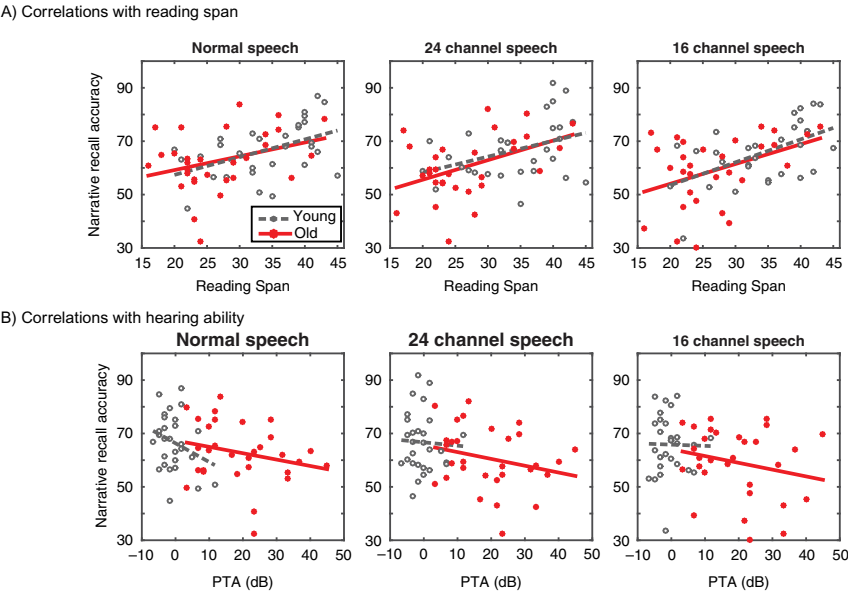 A) Correlations with reading span
Normal speech
24 channel speech
16 channel speech
Narrative recall accuracy
90
70
50
30
15 20 25 30 35 40 45
Reading Span
Young
Old
90
70
50
30
15 20 25 30 35 40 45
Reading Span
90
70
50
30
15 20 25 30 35 40 45
Reading Span
B) Correlations with hearing ability
Normal speech
24 channel speech
16 channel speech
Narrative recall accuracy
90
70
50
30
−10 0 10 20 30 40 50
PTA (dB)
90
70
50
30
−10 0 10 20 30 40 50
PTA (dB)
90
70
50
30
−10 0 10 20 30 40 50
PTA (dB)